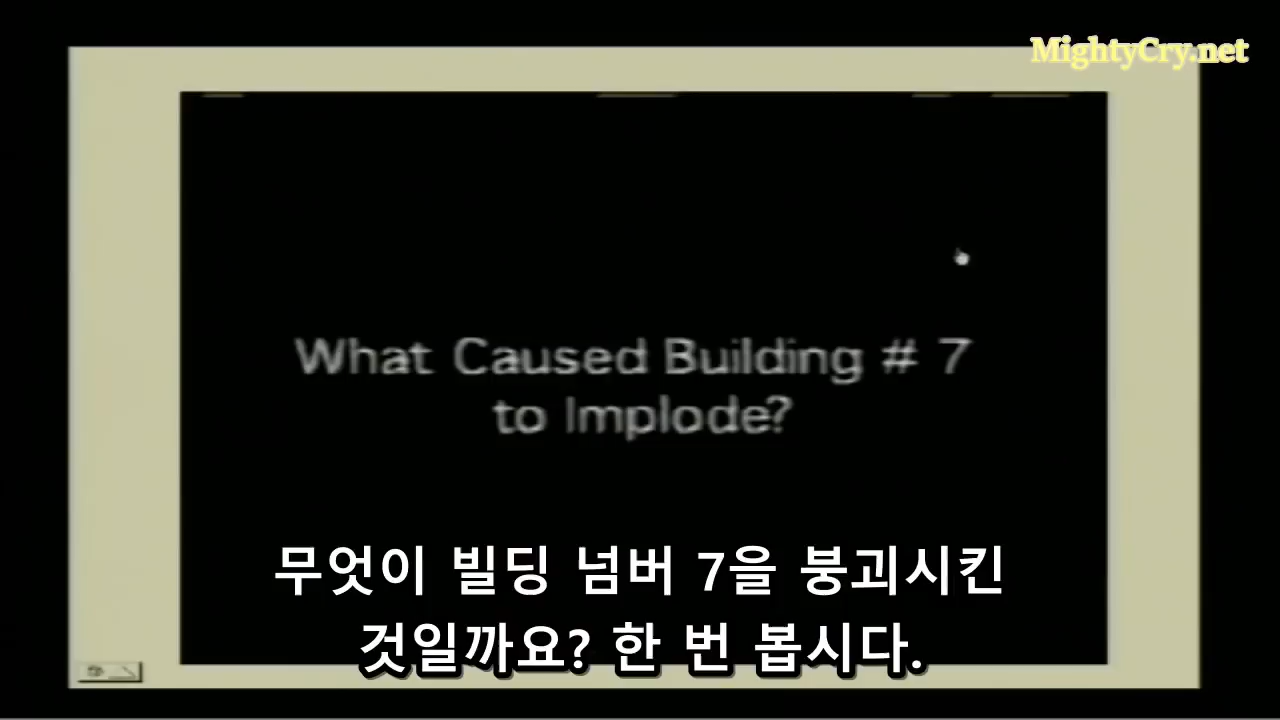 MightyCry.net
What Caused Building # 7
to Implode?
무엇이 빌딩 넘버 7을 붕괴시킨
것일까요? 한 번 봅시다.